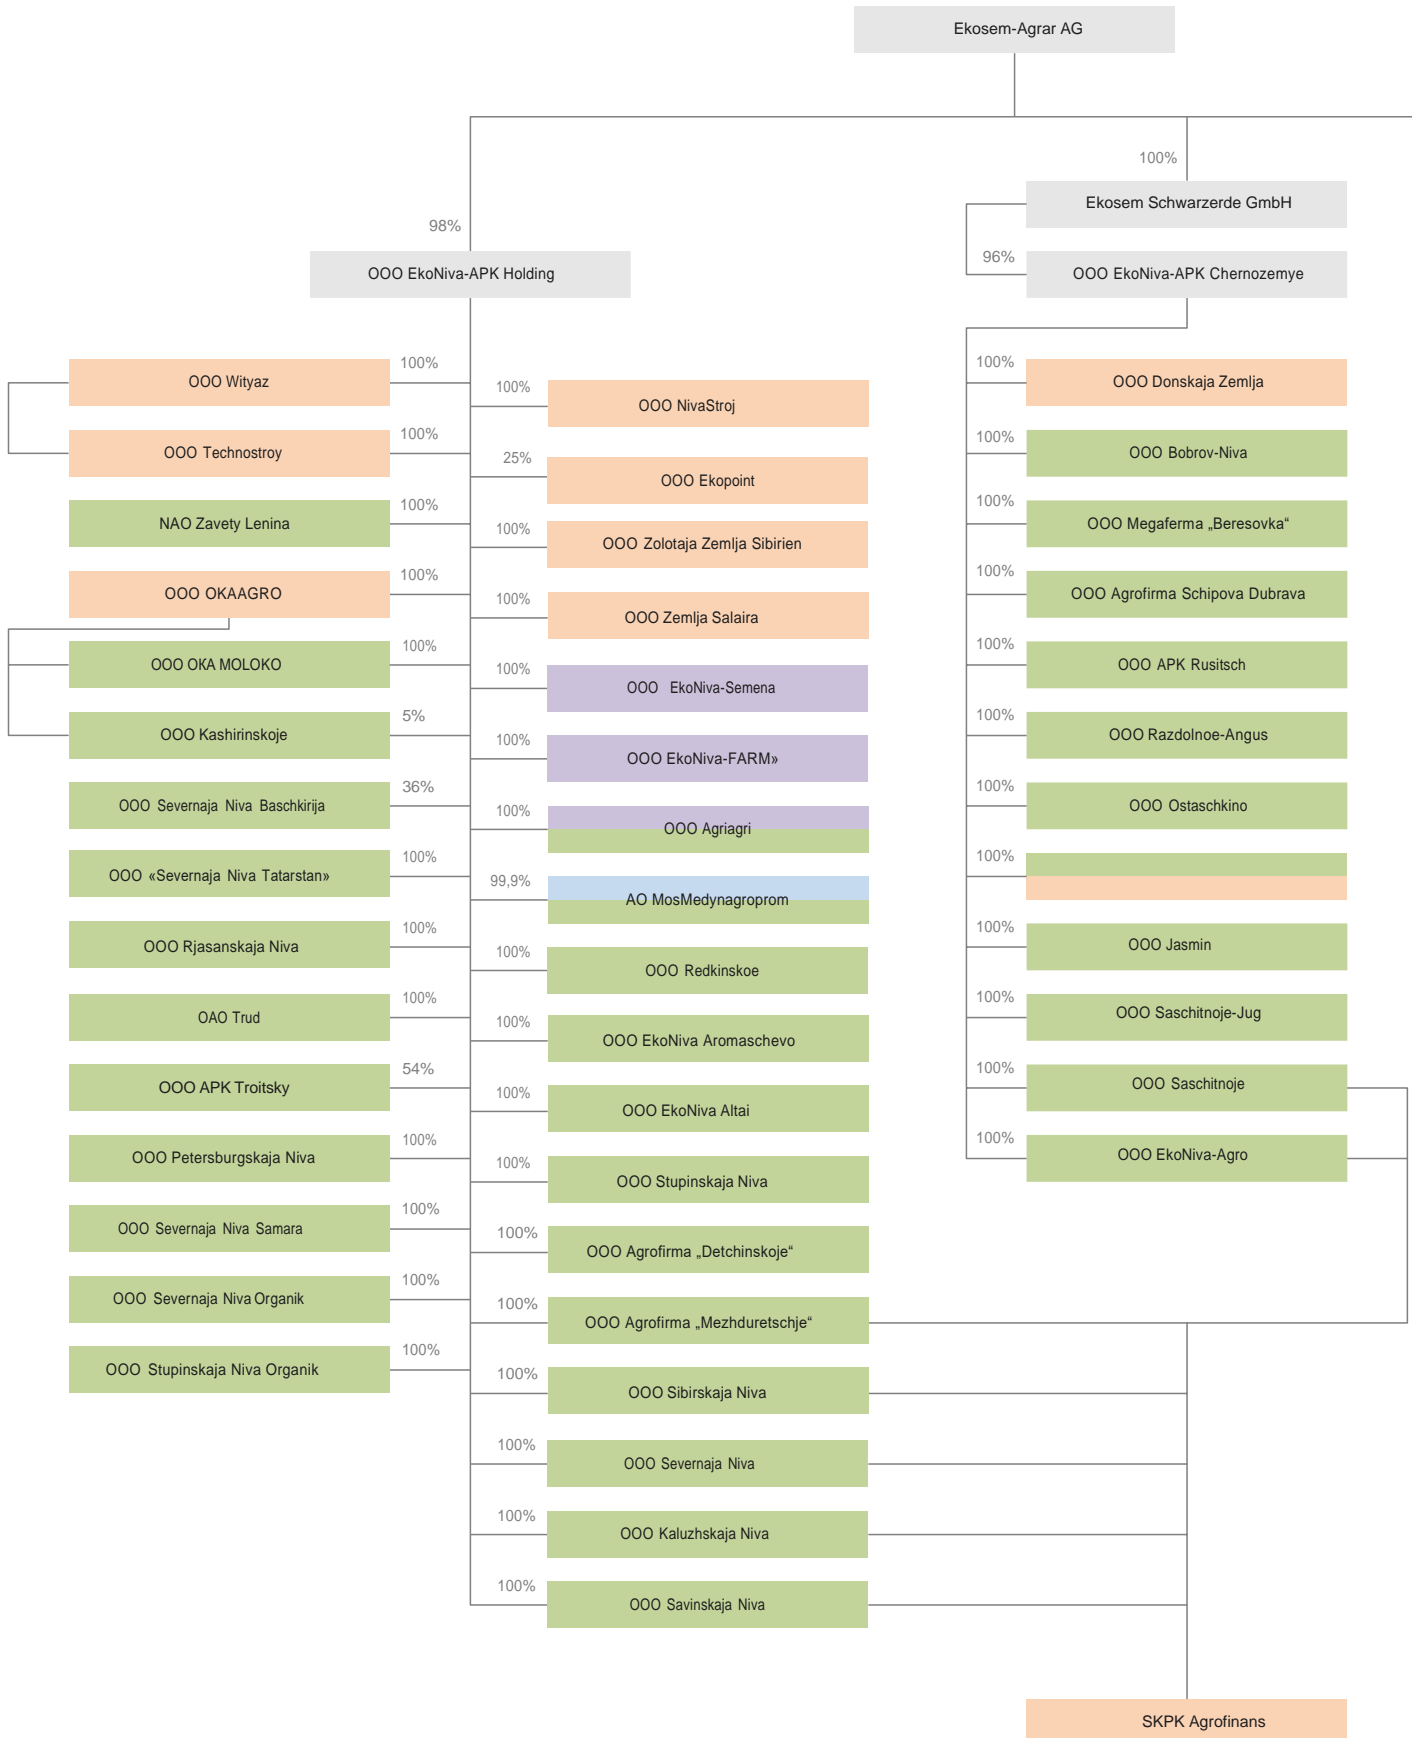 Ekosem-Agrar AG
100%
Ekosem Schwarzerde GmbH
98%
96%
OOO EkoNiva-APK Holding
OOO EkoNiva-APK Chernozemye
OOO Wityaz
100%
OOO Technostroy
100%
NAO Zavety Lenina
100%
OOO OKAAGRO
100%
OOO OKA MOLOKO
100%
OOO Kashirinskoje
5%
OOO Severnaja Niva Baschkirija
36%
OOO «Severnaja Niva Tatarstan»
100%
OOO Rjasanskaja Niva
100%
OAO Trud
100%
OOO APK Troitsky
54%
OOO Petersburgskaja Niva
100%
OOO Severnaja Niva Samara
100%
OOO Severnaja Niva Organik
100%
OOO Stupinskaja Niva Organik
100%
100%
OOO NivaStroj
25%
OOO Ekopoint
100%
OOO Zolotaja Zemlja Sibirien
100%
OOO Zemlja Salaira
100%
OOO EkoNiva-Semena
100%
OOO EkoNiva-FARM»
100%
OOO Agriagri
99,9%
AO MosMedynagroprom
100%
OOO Redkinskoe
100%
OOO EkoNiva Aromaschevo
100%
OOO EkoNiva Altai
100%
OOO Stupinskaja Niva
100%
OOO Agrofirma „Detchinskoje“
100%
OOO Agrofirma „Mezhduretschje“
100%
OOO Sibirskaja Niva
100%
OOO Severnaja Niva
100%
OOO Kaluzhskaja Niva
100%
OOO Savinskaja Niva
100%
OOO Donskaja Zemlja
100%
OOO Bobrov-Niva
100%
OOO Megaferma „Beresovka“
100%
OOO Agrofirma Schipova Dubrava
100%
OOO APK Rusitsch
100%
OOO Razdolnoe-Angus
100%
OOO Ostaschkino
100%
100%
OOO Jasmin
100%
OOO Saschitnoje-Jug
100%
OOO Saschitnoje
100%
OOO EkoNiva-Agro
SKPK Agrofinans